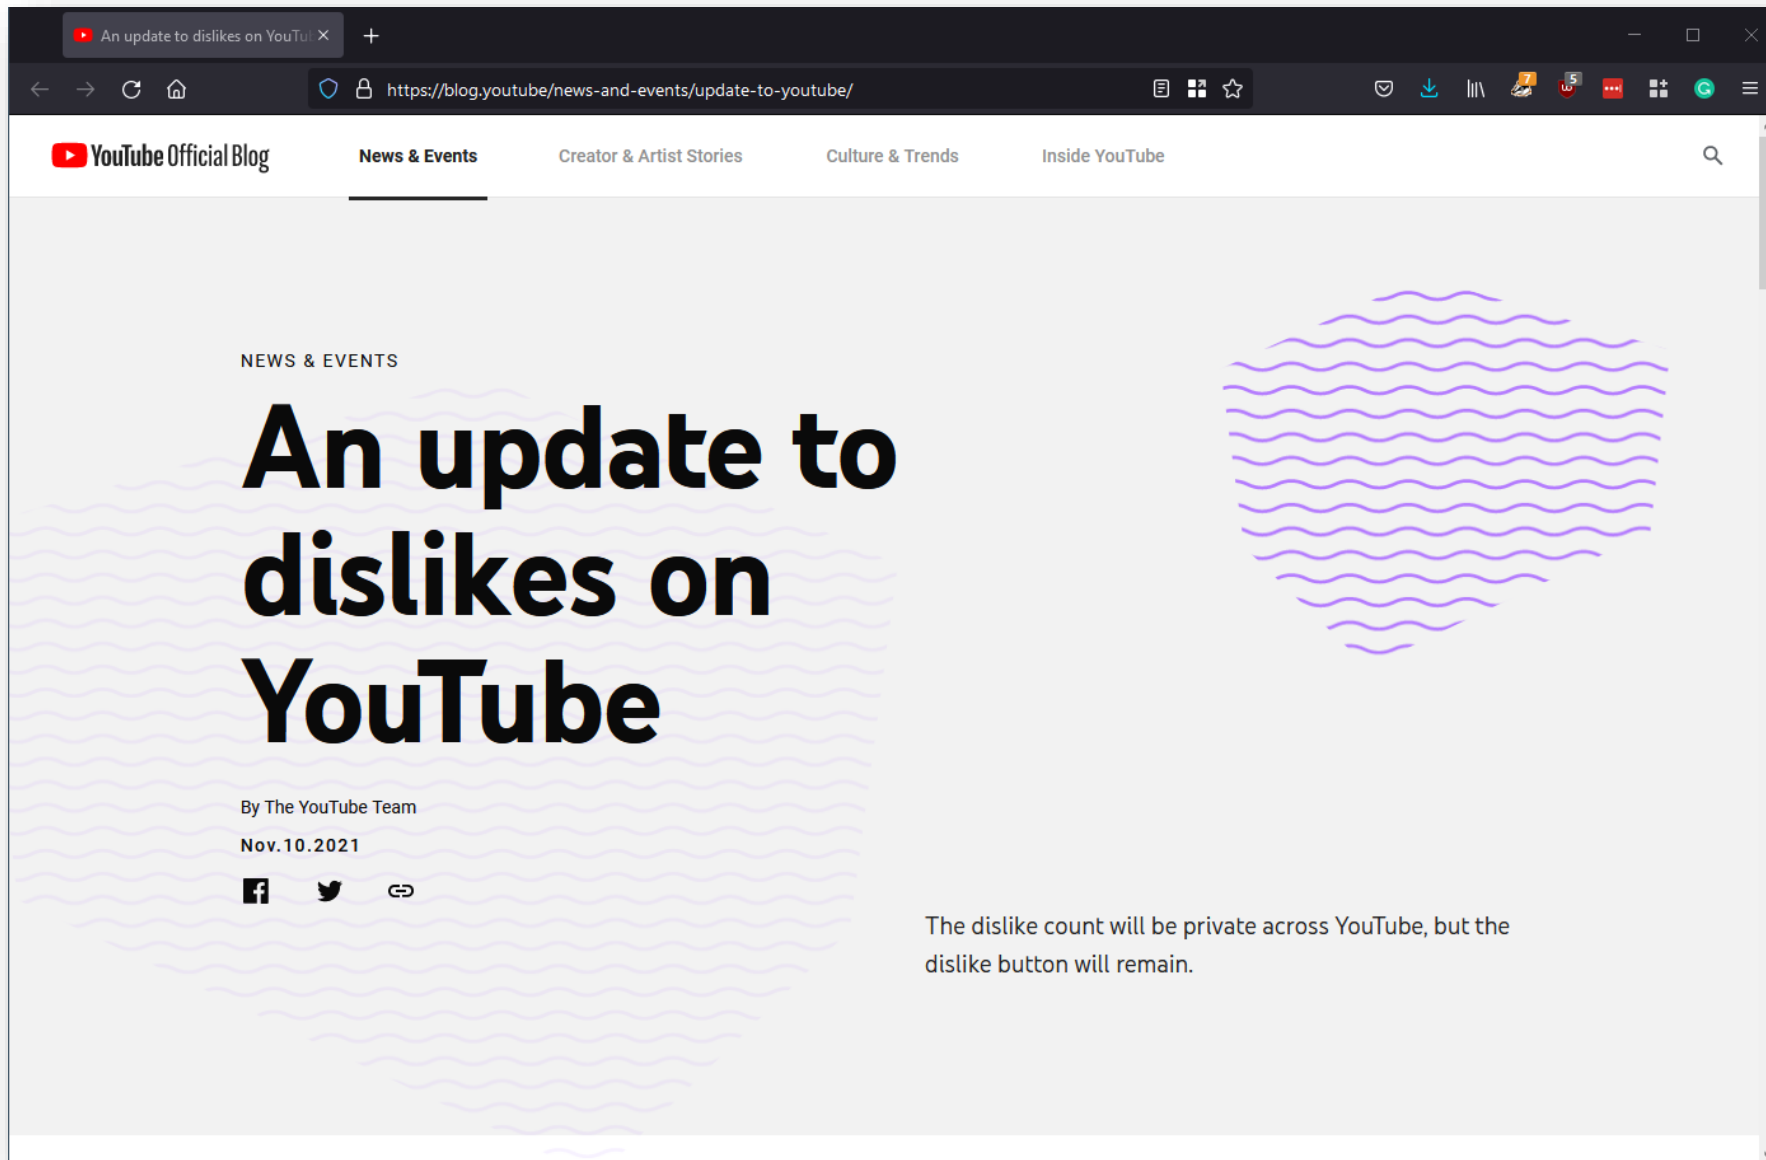 An update to dislikes on YouTu
https://blog.youtube/news-and-events/update-to-youtube/
7
5
YouTube Official Blog
News & Events
Creator & Artist Stories
Culture & Trends
Inside YouTube
NEWS & EVENTS
An update to
dislikes on
YouTube
By The YouTube Team
Nov.10.2021
The dislike count will be private across YouTube, but the
dislike button will remain.